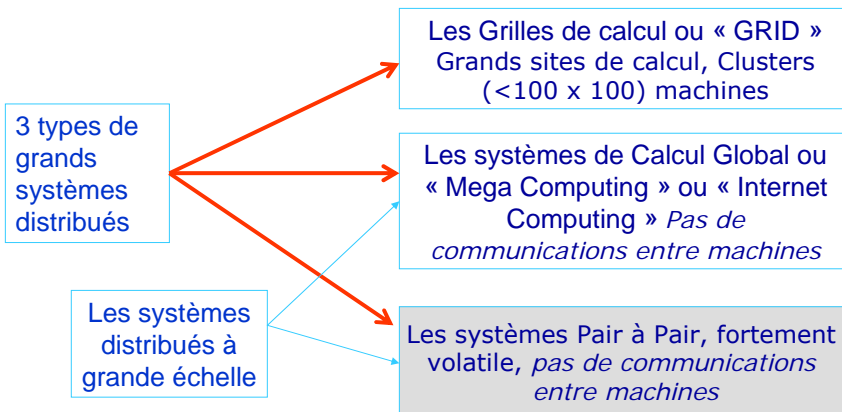 Les Grilles de calcul ou « GRID »
Grands sites de calcul, Clusters
(<100 x 100) machines
3 types de
grands
systèmes
distribués
Les systèmes de Calcul Global ou
« Mega Computing » ou « Internet
Computing » Pas de
communications entre machines
Les systèmes
distribués à
grande échelle
Les systèmes Pair à Pair, fortement
volatile, pas de communications
entre machines